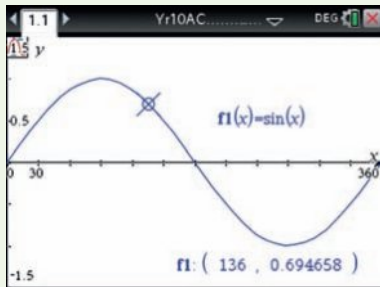 1.1 Yr10AC............ DEG
1.5 y
0.5
f1(x)=sin(x)
x
0 30 360
-1.5
f1: ( 136 , 0.694658 )